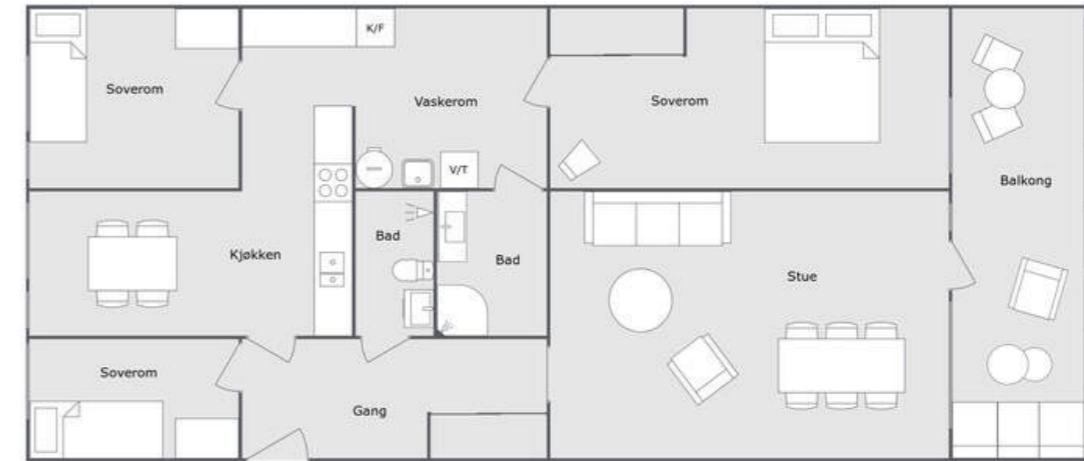 K/F
Soverom
Vaskerom
Soverom
V/T
Balkong
Bad
Kjøkken
Bad
Stue
Soverom
Gang